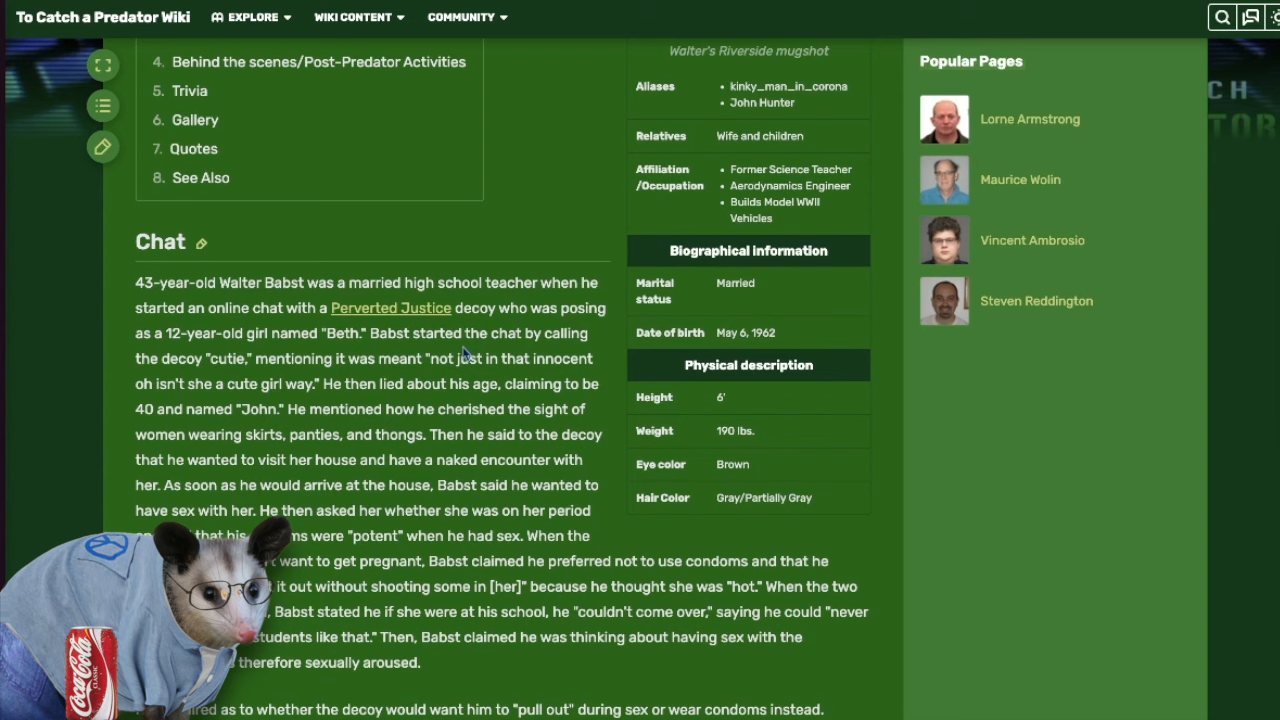 To Catch a Predator Wiki
EXPLORE
WIKI CONTENT
COMMUNITY
4. Behind the scenes/Post-Predator Activities
5. Trivia
6. Gallery
7. Quotes
8. See Also
Chat
43-year-old Walter Babst was a married high school teacher when he
started an online chat with a Perverted Justice decoy who was posing
as a 12-year-old girl named "Beth." Babst started the chat by calling
the decoy "cutie," mentioning it was meant "not just in that innocent
oh isn't she a cute girl way." He then lied about his age, claiming to be
40 and named "John." He mentioned how he cherished the sight of
women wearing skirts, panties, and thongs. Then he said to the decoy
that he wanted to visit her house and have a naked encounter with
her. As soon as he would arrive at the house, Babst said he wanted to
have sex with her. He then asked her whether she was on her period
that his were "potent" when he had sex. When the
want to get pregnant, Babst claimed he preferred not to use condoms and that he
it out without shooting some in [her]" because he thought she was "hot." When the two
Babst stated he if she were at his school, he "couldn't come over," saying he could "never
students like that." Then, Babst claimed he was thinking about having sex with the
therefore sexually aroused.
as to whether the decoy would want him to "pull out" during sex or wear condoms instead.
Walter's Riverside mugshot
Aliases
• kinky_man_in_corona
• John Hunter
Relatives
Wife and children
Affiliation
/Occupation
• Former Science Teacher
• Aerodynamics Engineer
• Builds Model WWII
Vehicles
Biographical information
Marital
status
Married
Date of birth
May 6, 1962
Physical description
Height
6'
Weight
190 lbs.
Eye color
Brown
Hair Color
Gray/Partially Gray
Popular Pages
Lorne Armstrong
Maurice Wolin
Vincent Ambrosio
Steven Reddington
CH
TOR
Coca-Cola
CLASSIC